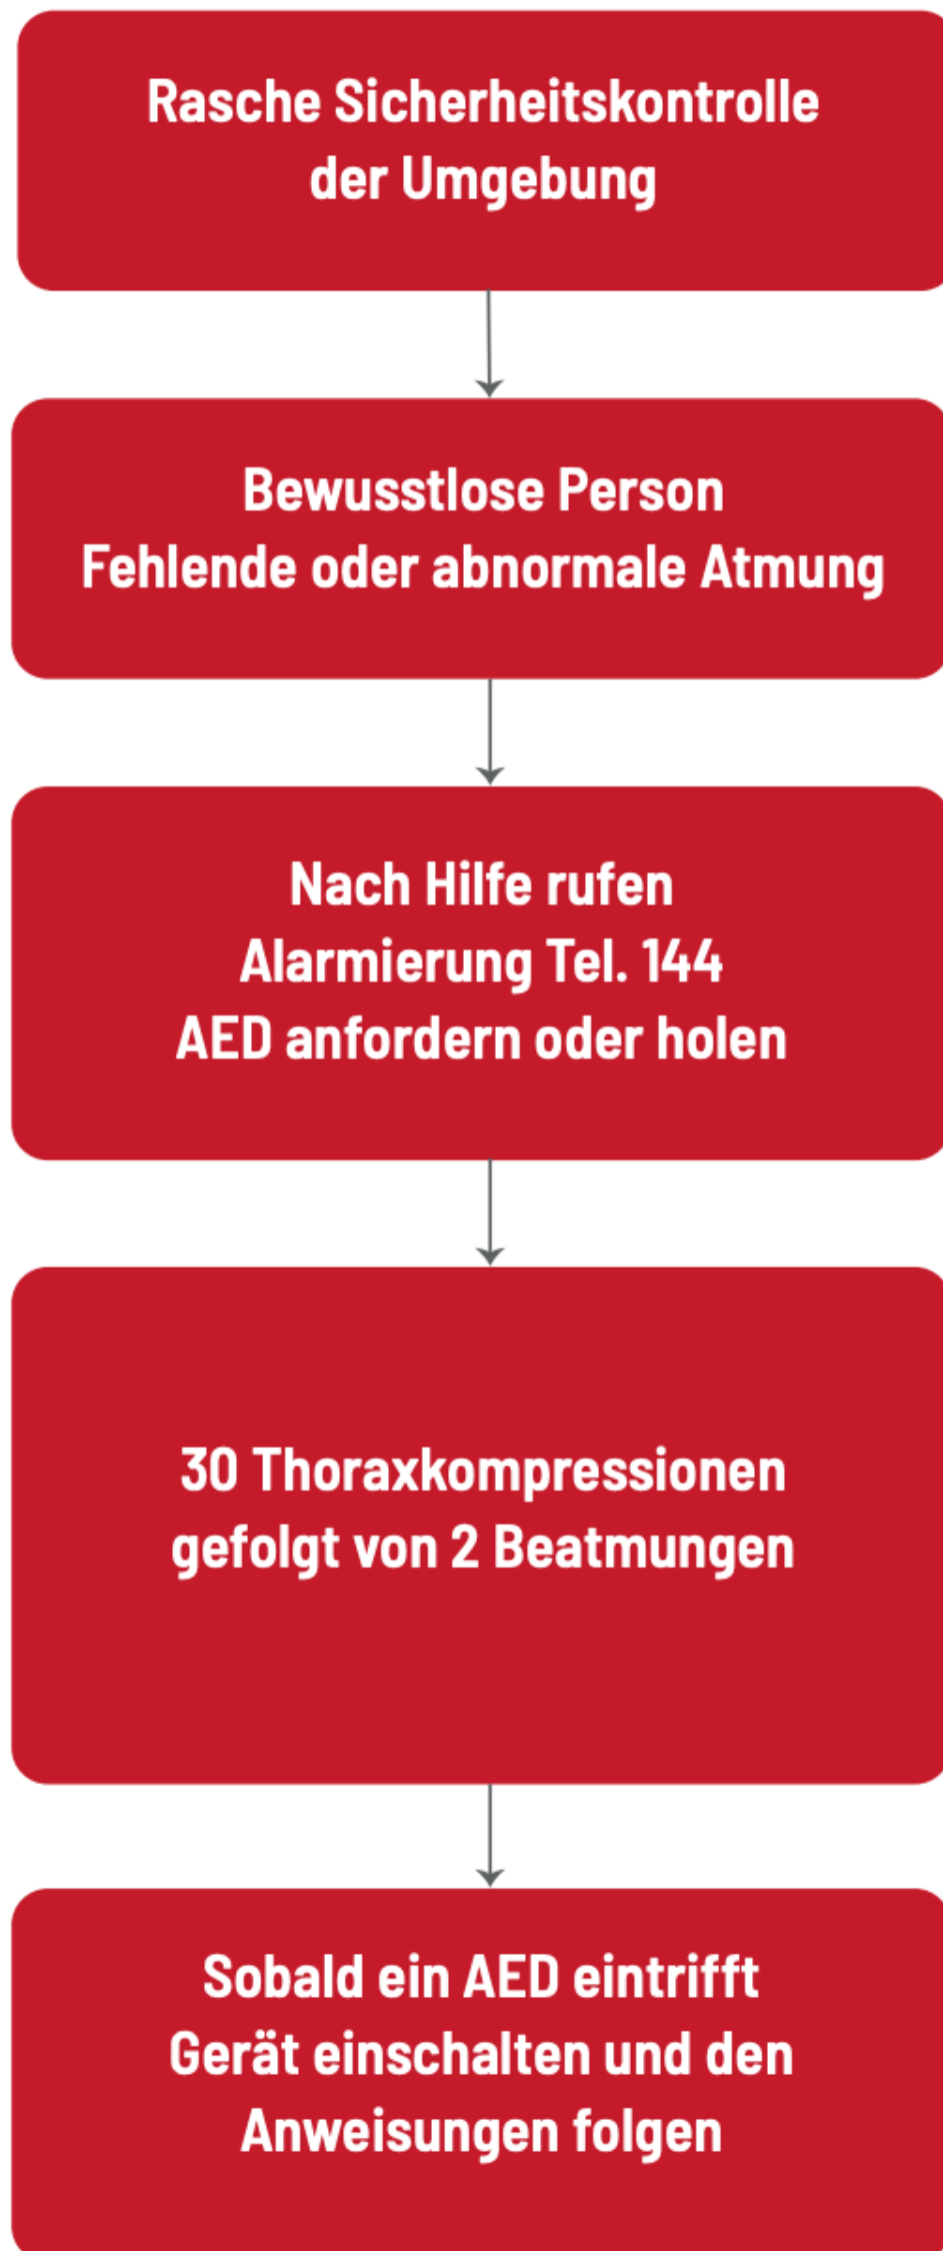 Rasche Sicherheitskontrolle
der Umgebung
Bewusstlose Person
Fehlende oder abnormale Atmung
Nach Hilfe rufen
Alarmierung Tel. 144
AED anfordern oder holen
30 Thoraxkompressionen
gefolgt von 2 Beatmungen
Sobald ein AED eintrifft
Gerät einschalten und den
Anweisungen folgen